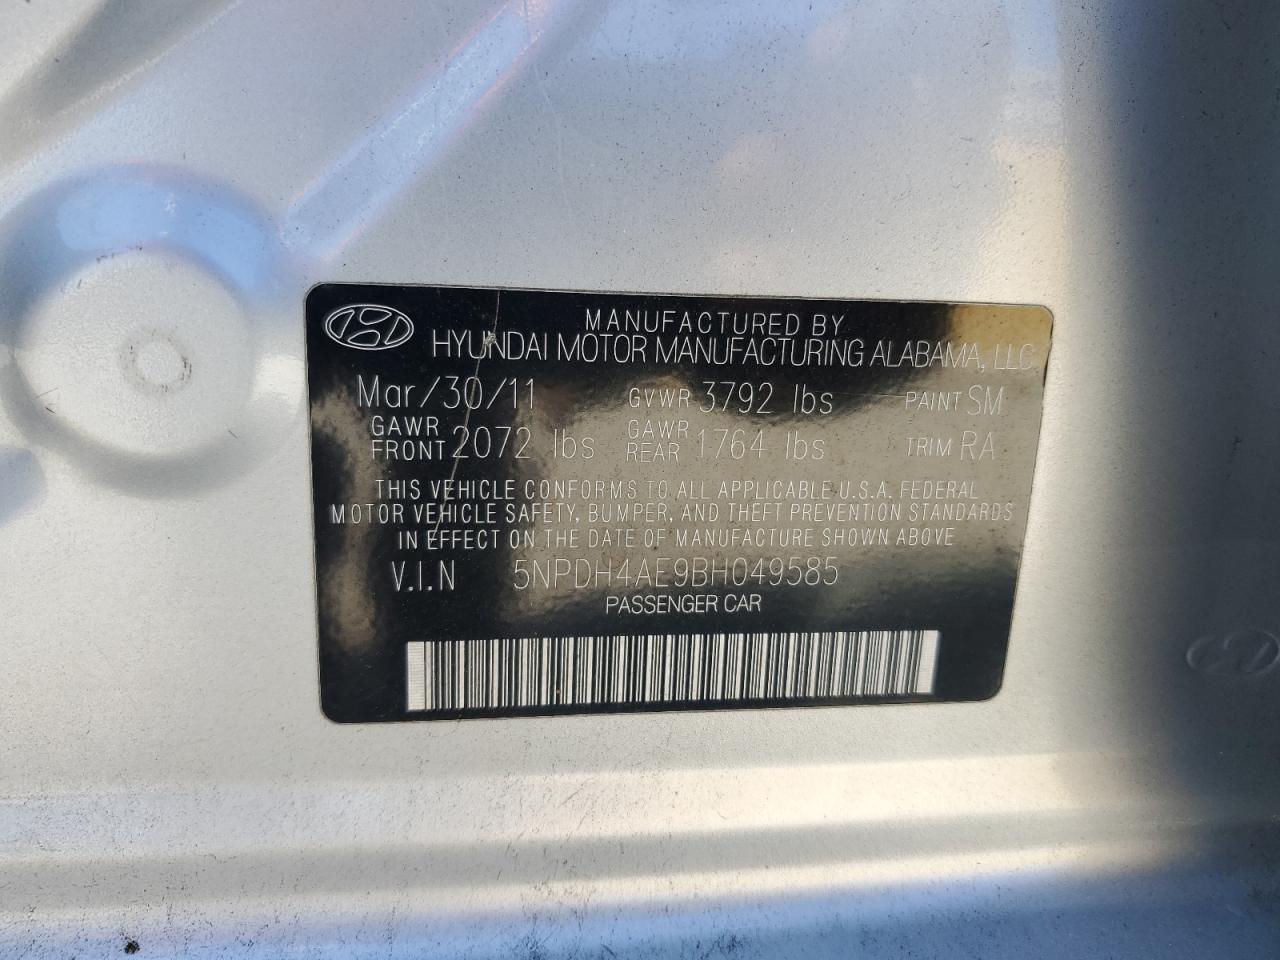 MANUFACTURED BY
HYUNDAI MOTOR MANUFACTURING ALABAMA, LLC
Mar/30/11 GVWR 3792 lbs PAINT SM
GAWR FRONT 2072 lbs GAWR REAR 1764 lbs TRIM RA
THIS VEHICLE CONFORMS TO ALL APPLICABLE U.S.A. FEDERAL
MOTOR VEHICLE SAFETY, BUMPER, AND THEFT PREVENTION STANDARDS
IN EFFECT ON THE DATE OF MANUFACTURE SHOWN ABOVE
V.I.N 5NPDH4AE9BH049585
PASSENGER CAR